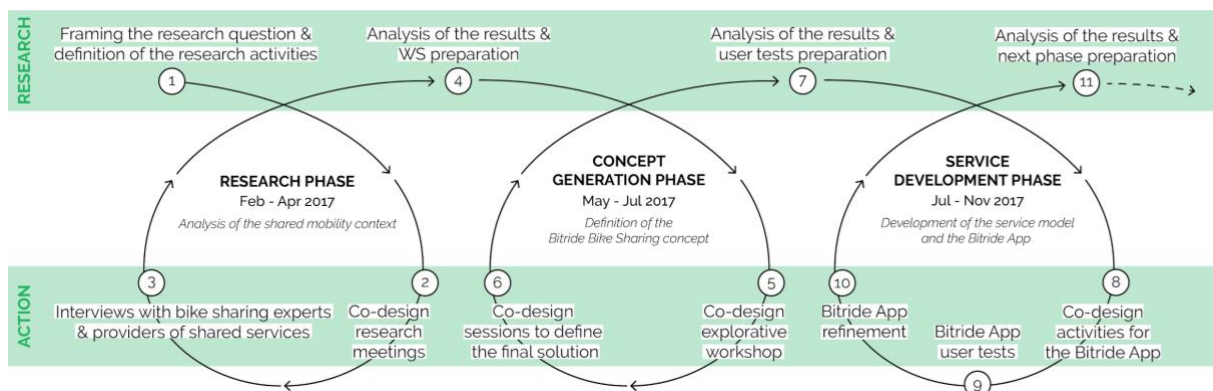 RESEARCH
Framing the research question &
definition of the research activities
1
Analysis of the results &
WS preparation
4
Analysis of the results &
user tests preparation
7
Analysis of the results &
next phase preparation
11
RESEARCH PHASE
Feb - Apr 2017
Analysis of the shared mobility context
CONCEPT
GENERATION PHASE
May - Jul 2017
Definition of the
Bitride Bike Sharing concept
SERVICE
DEVELOPMENT PHASE
Jul - Nov 2017
Development of the service model
and the Bitride App
ACTION
3
Interviews with bike sharing experts
& providers of shared services
2
Co-design
research
meetings
6
Co-design
sessions to define
the final solution
5
Co-design
explorative
workshop
10
Bitride App
refinement
Bitride App
user tests
9
8
Co-design
activities for
the Bitride App